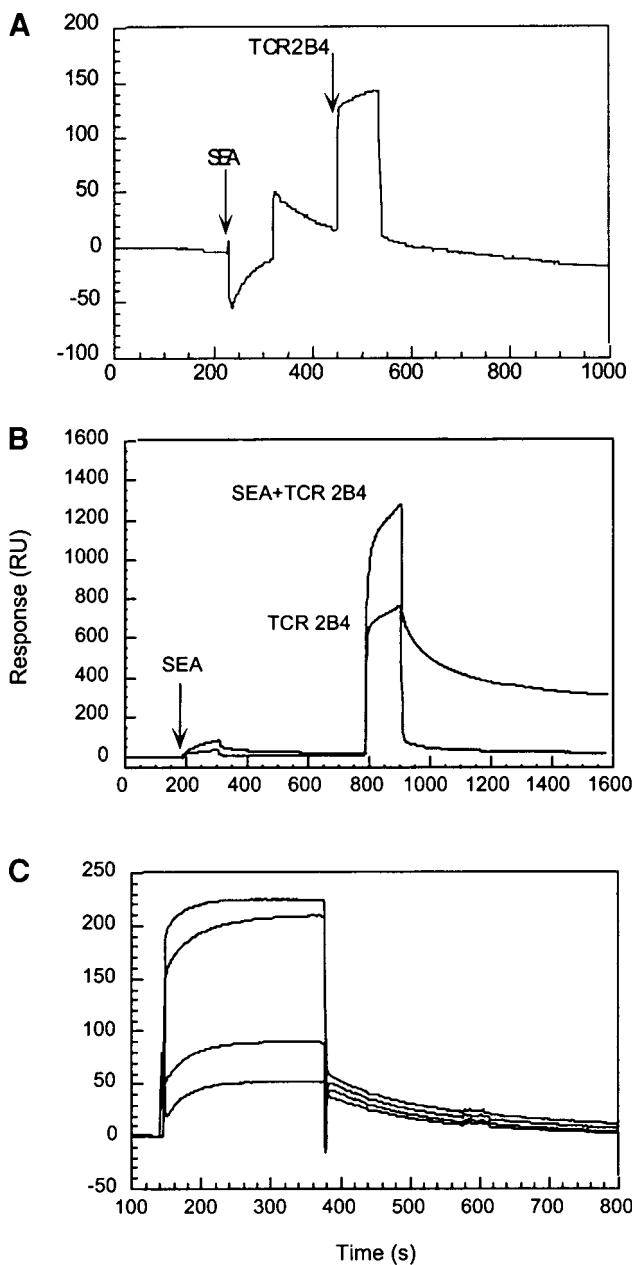 A
200
TCR2B4
150
100
SEA
50
0
-50
-100
0 200 400 600 800 1000
B
1600
1400
SEA+TCR 2B4
1200
1000
800
TCR 2B4
600
SEA
400
200
0
0 200 400 600 800 1000 1200 1400 1600
Response (RU)
C
250
200
150
100
50
0
-50
100 200 300 400 500 600 700 800
Time (s)